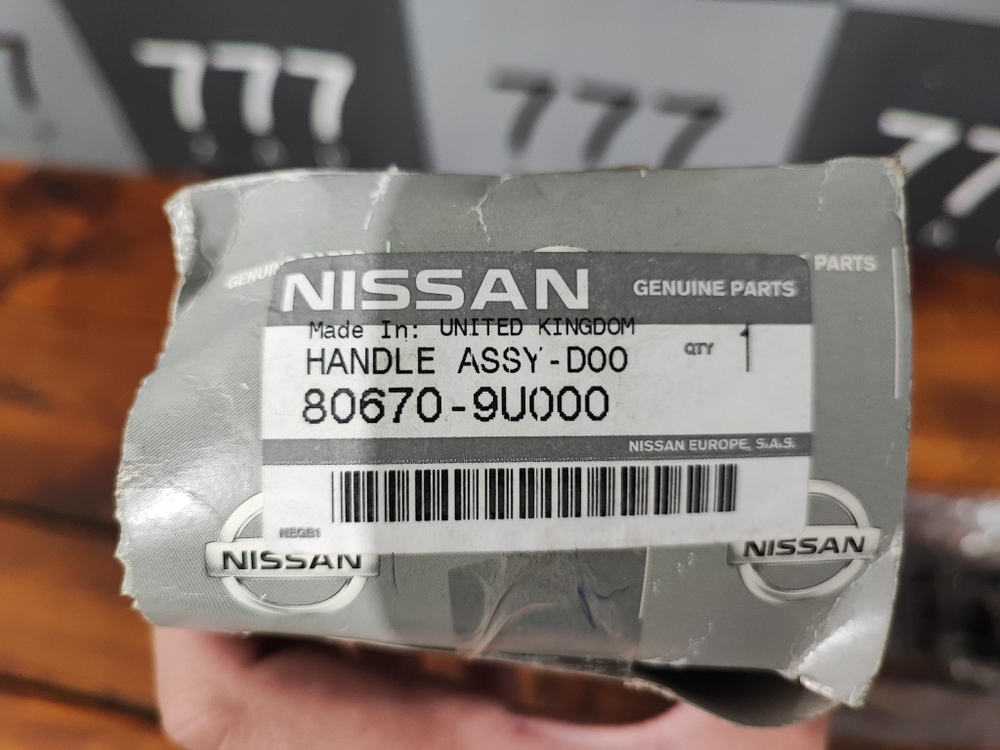 777
777
77
GENUIN
PARTS
NISSAN GENUINE PARTS
Made In: UNITED KINGDOM
HANDLE ASSY-DOO
QTY 1
80670-9U000
NISSAN EUROPE, S.A.S.
NEGB1
NISSAN
NISSAN